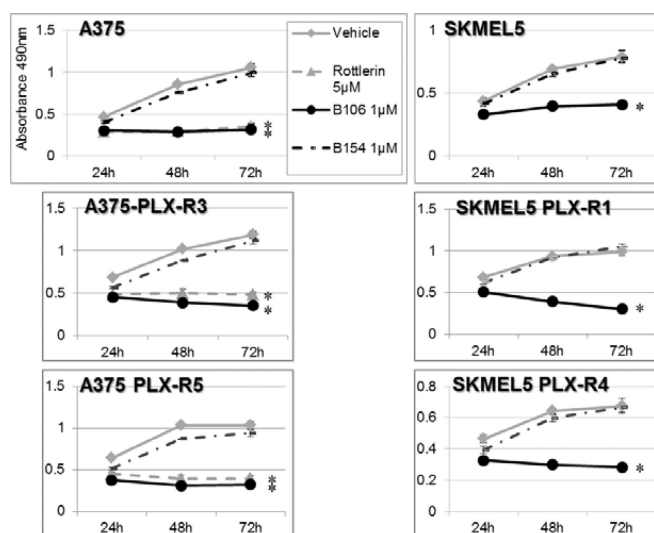 A375
Absorbance 490nm
1.5
1
0.5
0
24h 48h 72h
*
*
Vehicle
Rottlerin
5μM
B106 1μM
B154 1μM
SKMEL5
1
0.5
0
24h 48h 72h
*
A375-PLX-R3
1.5
1
0.5
0
24h 48h 72h
*
*
SKMEL5 PLX-R1
1.5
1
0.5
0
24h 48h 72h
*
A375 PLX-R5
1.5
1
0.5
0
24h 48h 72h
*
*
SKMEL5 PLX-R4
0.8
0.6
0.4
0.2
0
24h 48h 72h
*